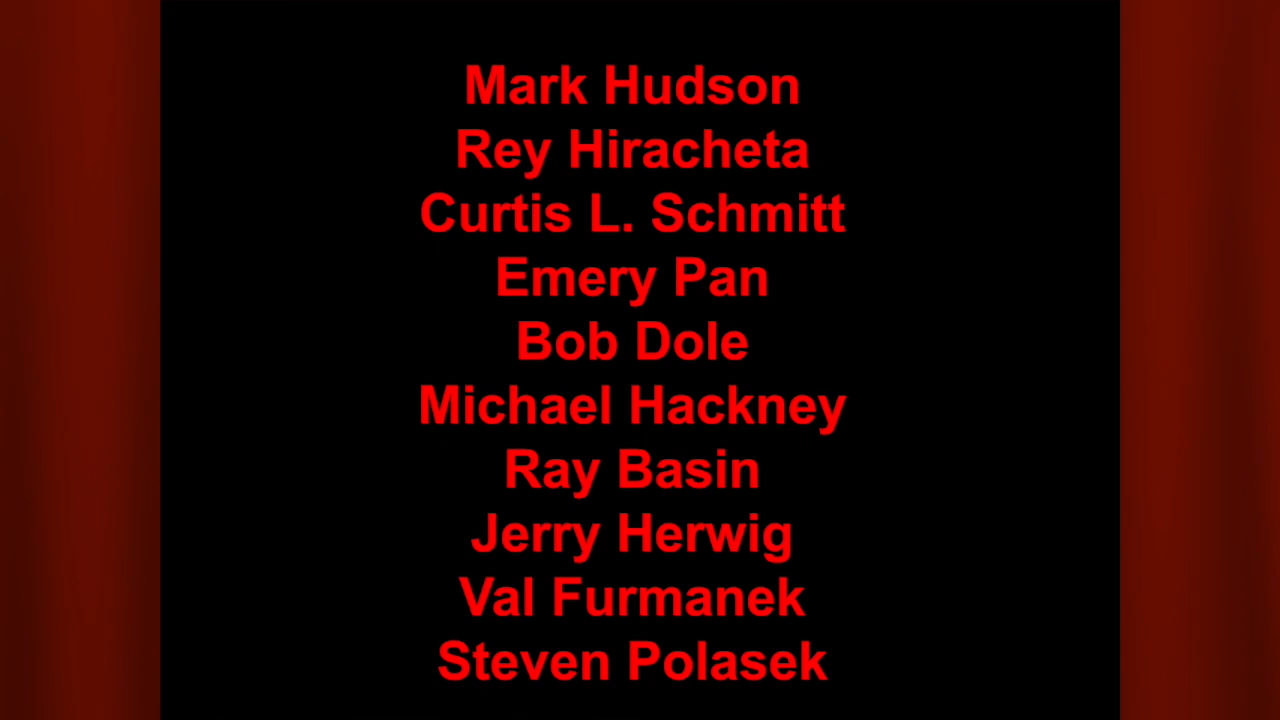 Mark Hudson
Rey Hiracheta
Curtis L. Schmitt
Emery Pan
Bob Dole
Michael Hackney
Ray Basin
Jerry Herwig
Val Furmanek
Steven Polasek